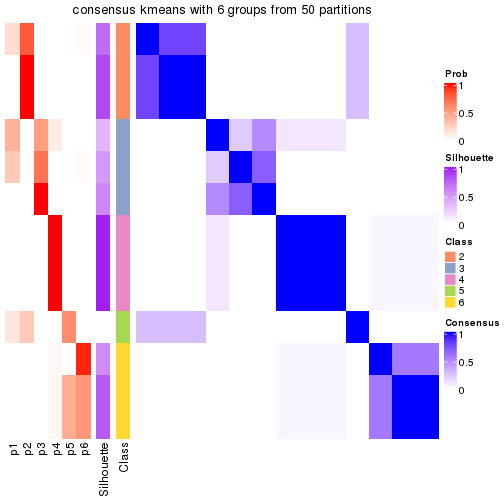 consensus kmeans with 6 groups from 50 partitions
Prob
1
0.5
0
Silhouette
1
0.5
0
Class
2
3
4
5
6
Consensus
1
0.5
0
p1
p2
p3
p4
p5
p6
Silhouette
Class